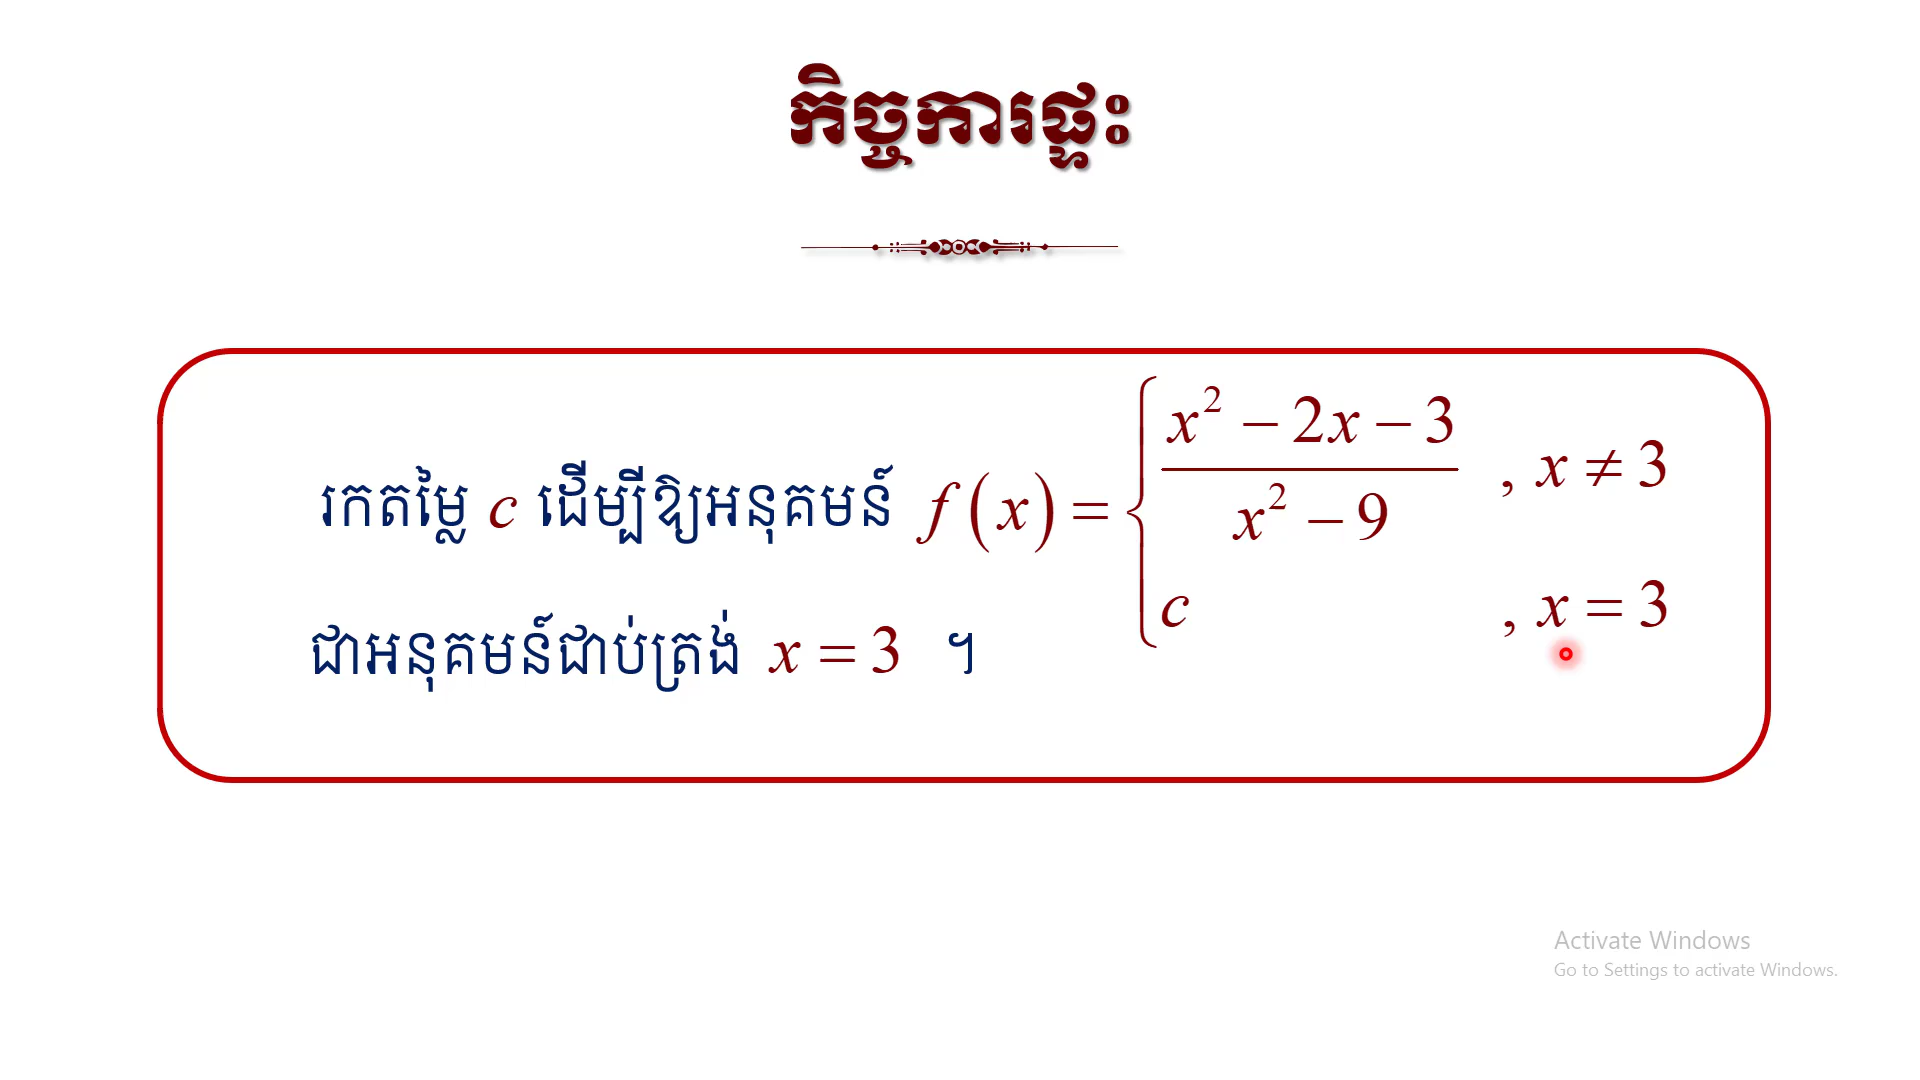 កិច្ចការផ្ទះ
រកតម្លៃ c ដើម្បីឱ្យអនុគមន៍ f(x) = { (x² − 2x − 3)/(x² − 9) , x ≠ 3
c , x = 3
ជាអនុគមន៍ជាប់ត្រង់ x = 3 ។
Activate Windows
Go to Settings to activate Windows.